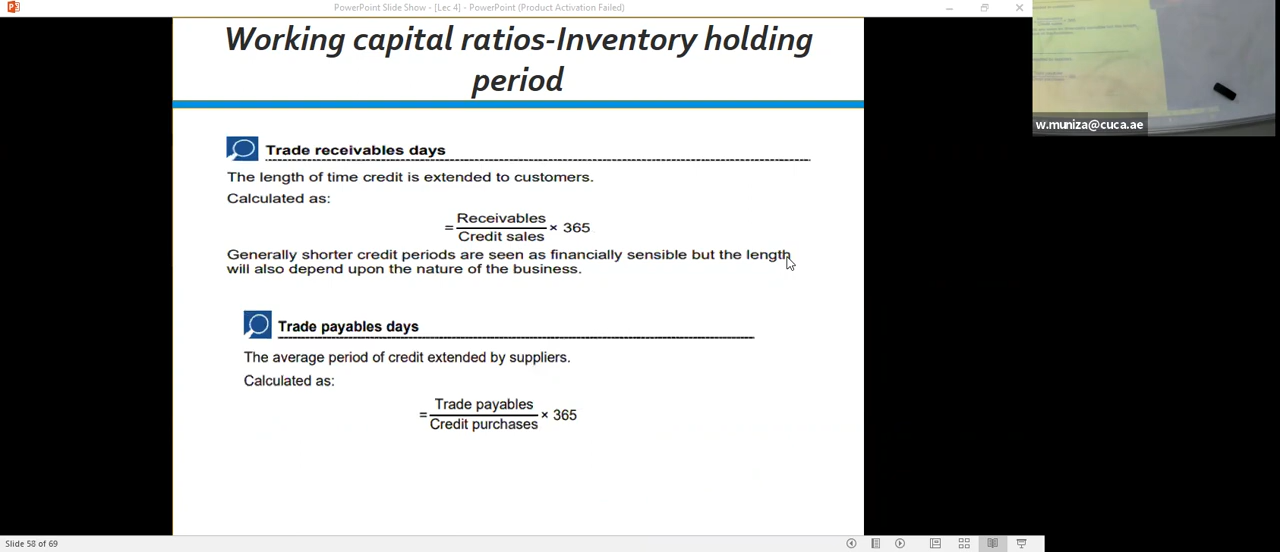 PowerPoint Slide Show - [Lec 4] - PowerPoint (Product Activation Failed)
Working capital ratios-Inventory holding
period
w.muniza@cuca.ae
Trade receivables days
The length of time credit is extended to customers.
Calculated as:
= Receivables
Credit sales × 365
Generally shorter credit periods are seen as financially sensible but the length
will also depend upon the nature of the business.
Trade payables days
The average period of credit extended by suppliers.
Calculated as:
= Trade payables
Credit purchases × 365
Slide 58 of 69